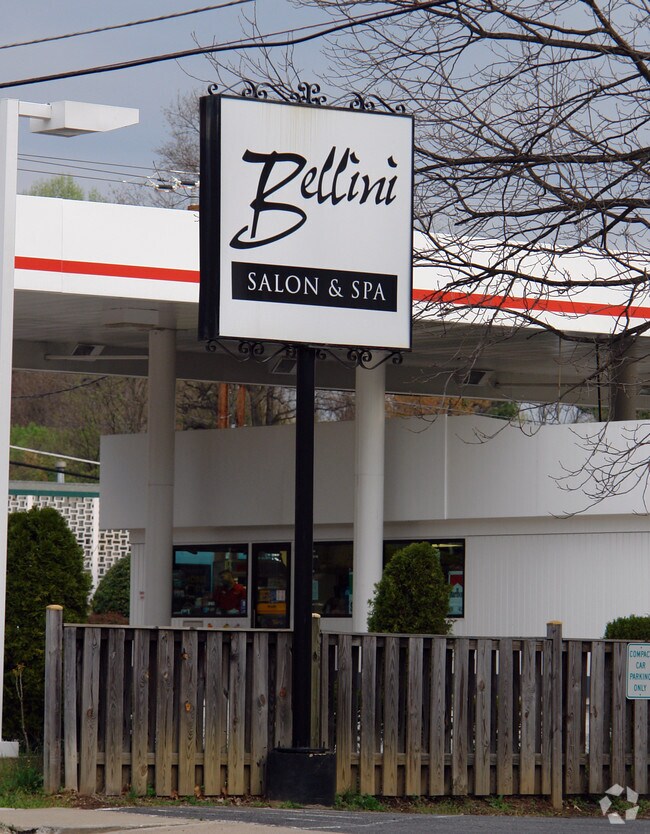 Bellini
SALON & SPA
COMPACT
CAR
PARKING
ONLY